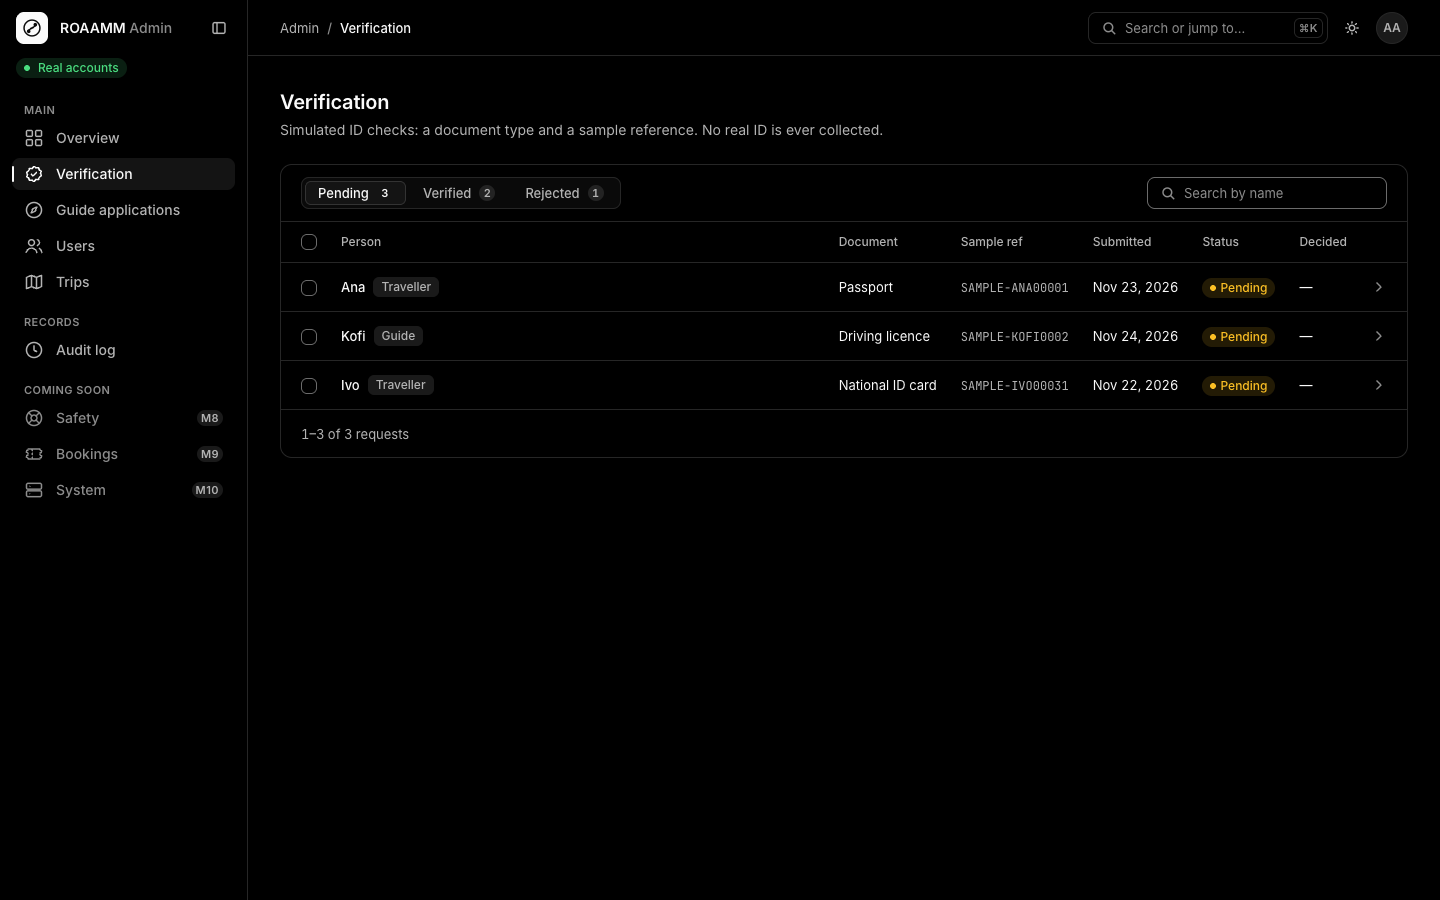 ROAAMM Admin
Real accounts
MAIN
Overview
Verification
Guide applications
Users
Trips
RECORDS
Audit log
COMING SOON
Safety M8
Bookings M9
System M10
Admin / Verification
Search or jump to... ⌘K
AA
Verification
Simulated ID checks: a document type and a sample reference. No real ID is ever collected.
Pending 3 Verified 2 Rejected 1
Search by name
Person Document Sample ref Submitted Status Decided
Ana Traveller Passport SAMPLE-ANA00001 Nov 23, 2026 Pending —
Kofi Guide Driving licence SAMPLE-KOFI0002 Nov 24, 2026 Pending —
Ivo Traveller National ID card SAMPLE-IVO00031 Nov 22, 2026 Pending —
1–3 of 3 requests